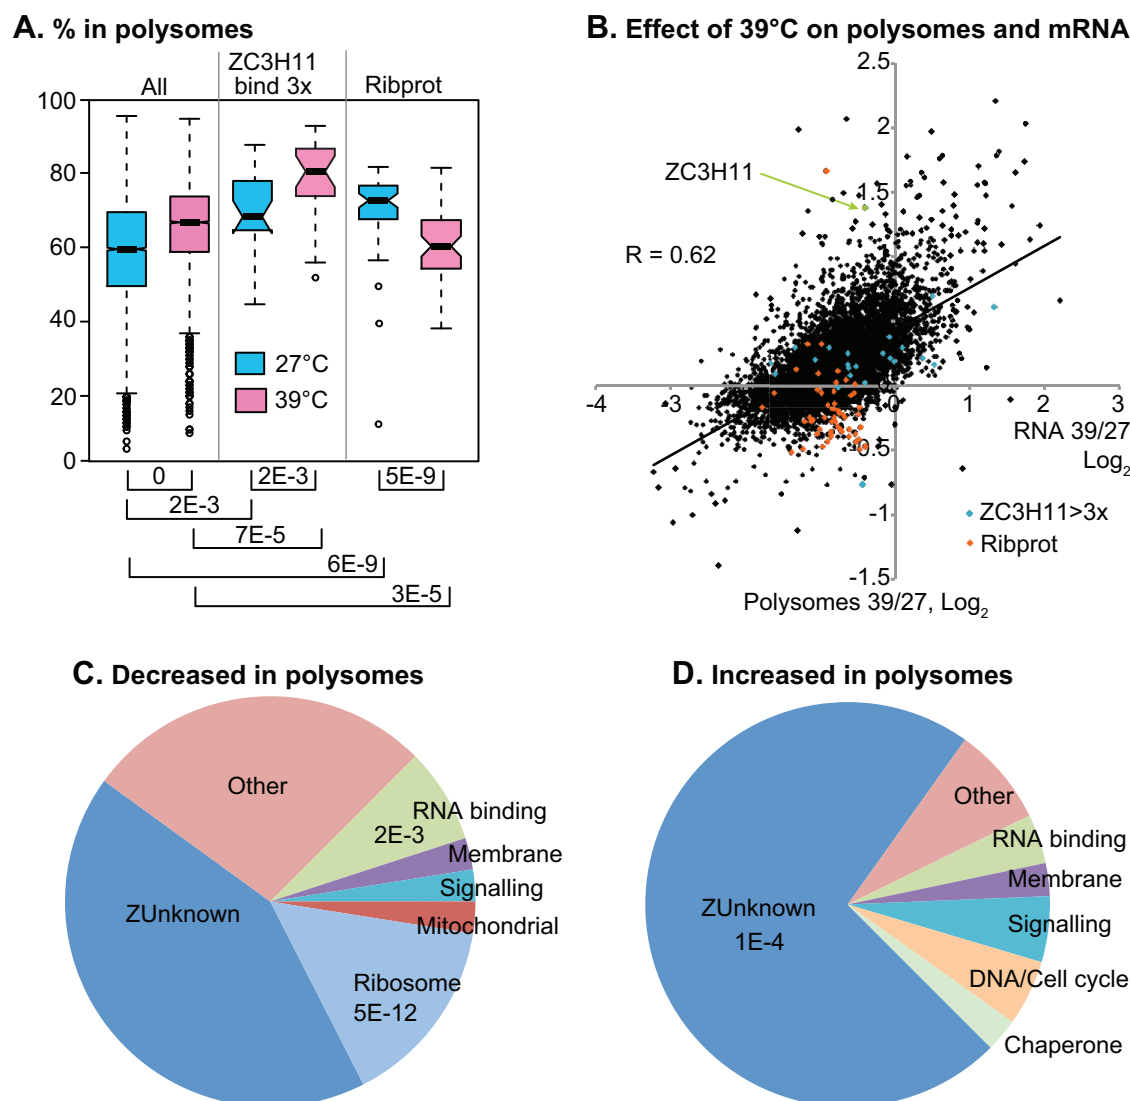 A. % in polysomes
All
ZC3H11
bind 3x
Ribprot
100
80
60
40
20
0
27°C
39°C
0
2E-3
5E-9
2E-3
7E-5
6E-9
3E-5
B. Effect of 39°C on polysomes and mRNA
2.5
2
1.5
ZC3H11
R = 0.62
-4
-3
0
1
2
3
RNA 39/27
Log2
-0.5
-1
-1.5
ZC3H11>3x
Ribprot
Polysomes 39/27, Log2
C. Decreased in polysomes
Other
RNA binding
2E-3
Membrane
Signalling
Mitochondrial
Ribosome
5E-12
ZUnknown
D. Increased in polysomes
Other
RNA binding
Membrane
Signalling
DNA/Cell cycle
Chaperone
ZUnknown
1E-4